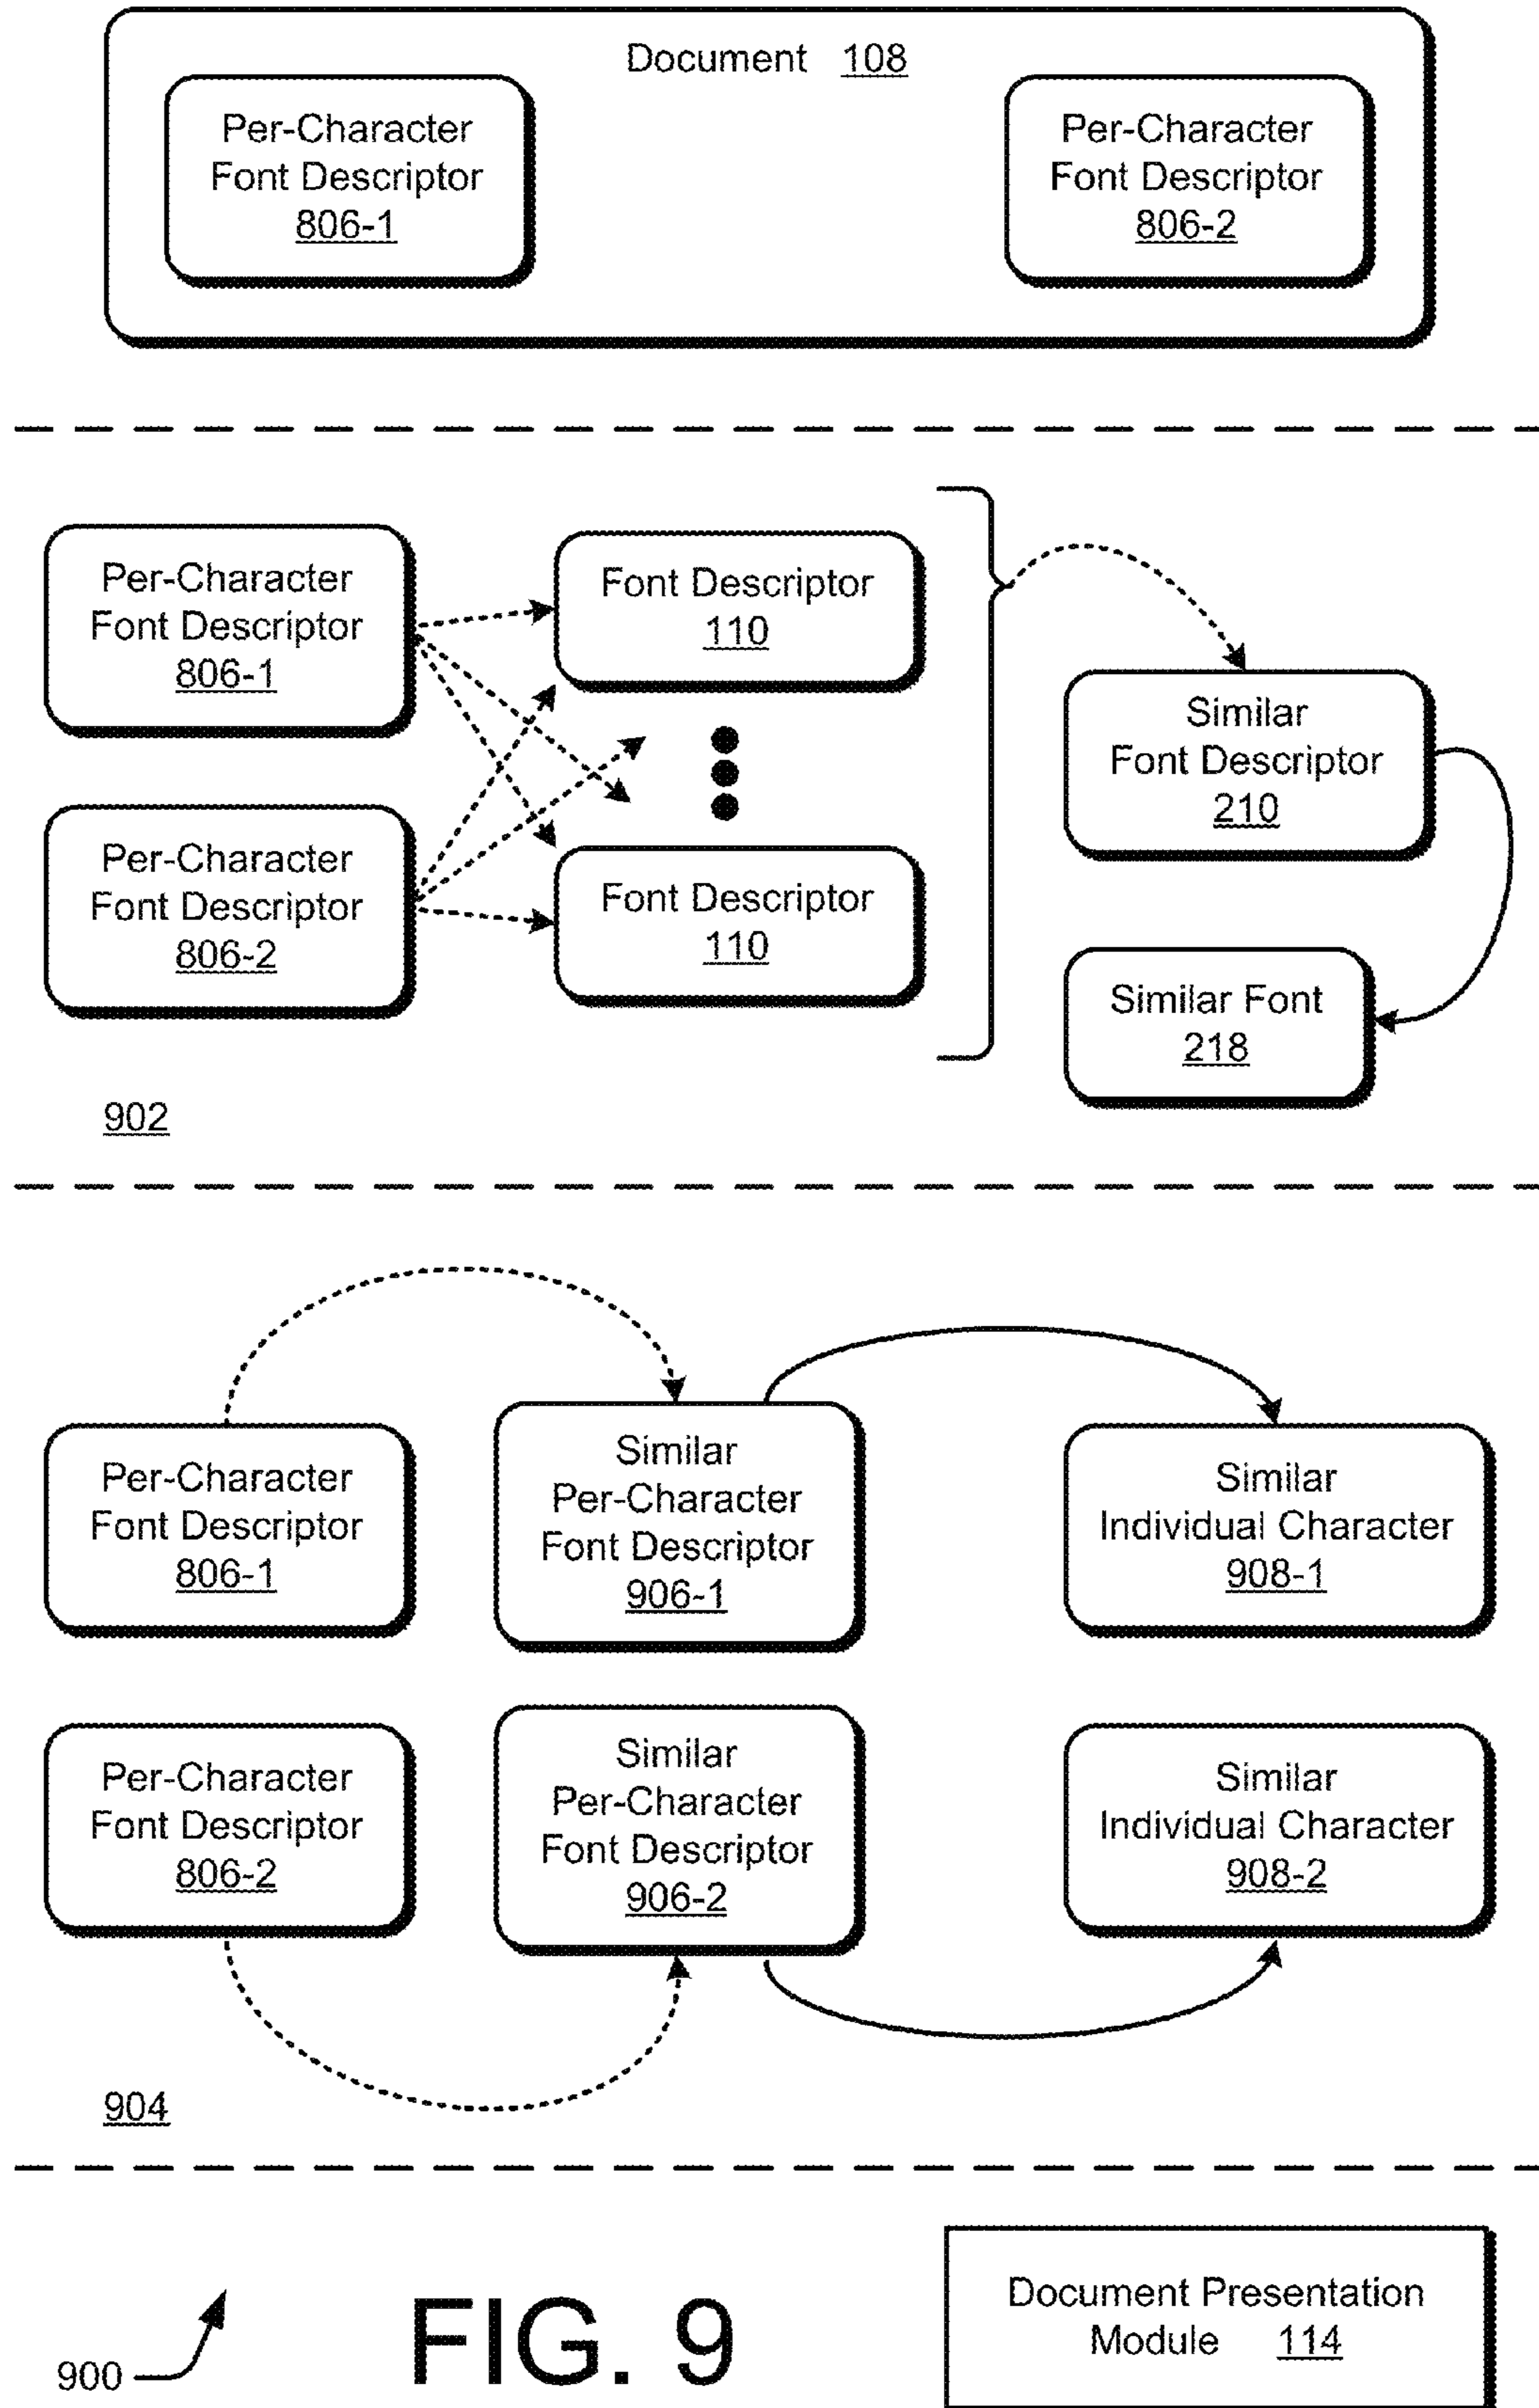 Document 108
Per-Character
Font Descriptor
806-1
Per-Character
Font Descriptor
806-2
Per-Character
Font Descriptor
806-1
Per-Character
Font Descriptor
806-2
Font Descriptor
110
Font Descriptor
110
Similar
Font Descriptor
210
Similar Font
218
902
Per-Character
Font Descriptor
806-1
Similar
Per-Character
Font Descriptor
906-1
Similar
Individual Character
908-1
Per-Character
Font Descriptor
806-2
Similar
Per-Character
Font Descriptor
906-2
Similar
Individual Character
908-2
904
900
FIG. 9
Document Presentation
Module 114